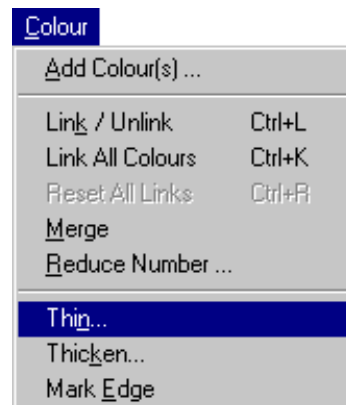 Colour
Add Colour(s) ...
Link / Unlink Ctrl+L
Link All Colours Ctrl+K
Reset All Links Ctrl+R
Merge
Reduce Number ...
Thin...
Thicken...
Mark Edge